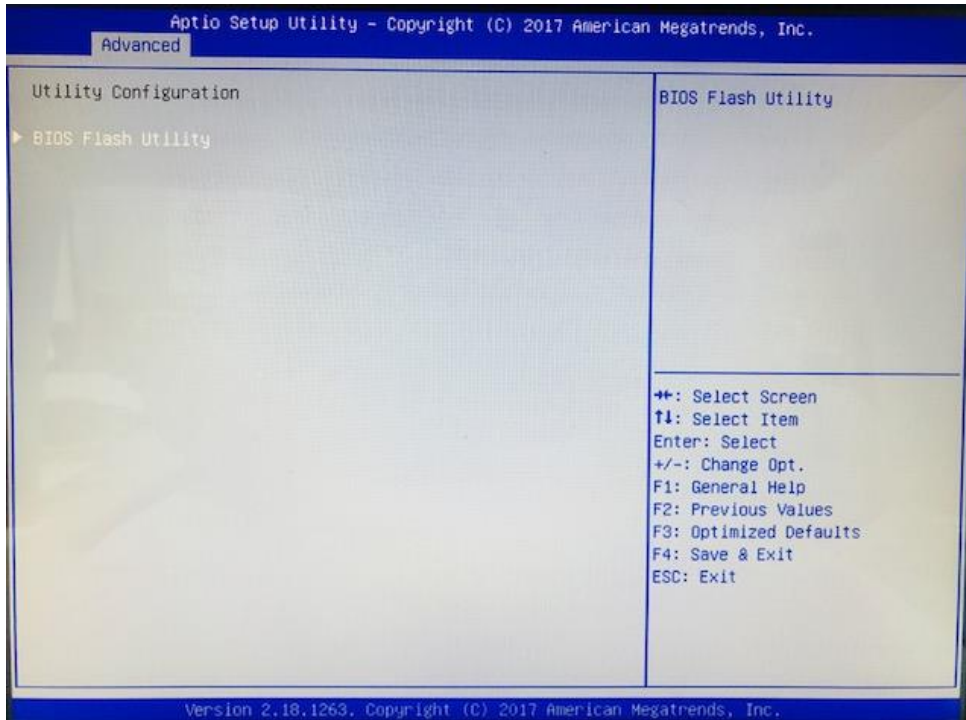 Aptio Setup Utility – Copyright (C) 2017 American Megatrends, Inc.
Advanced
Utility Configuration
BIOS Flash Utility
BIOS Flash Utility
→←: Select Screen
↑↓: Select Item
Enter: Select
+/-: Change Opt.
F1: General Help
F2: Previous Values
F3: Optimized Defaults
F4: Save & Exit
ESC: Exit
Version 2.18.1263. Copyright (C) 2017 American Megatrends, Inc.